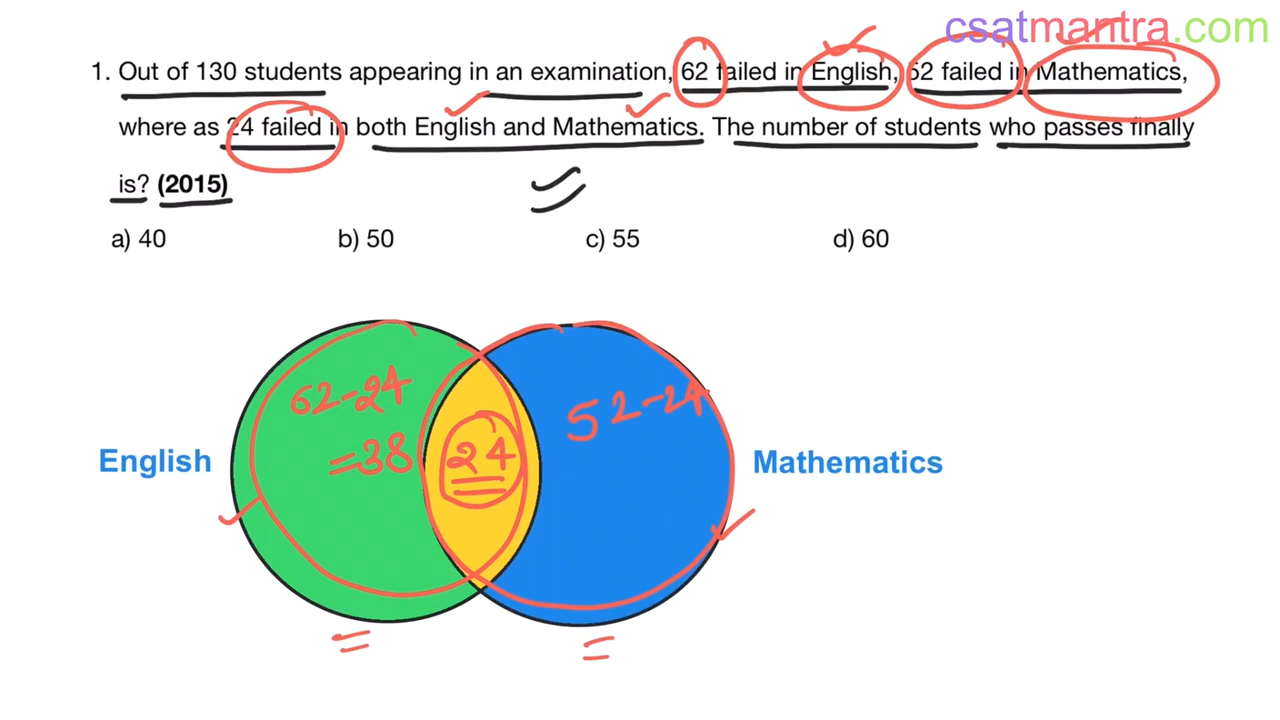 csatmantra.com
1. Out of 130 students appearing in an examination, 62 failed in English, 52 failed in Mathematics,
where as 24 failed in both English and Mathematics. The number of students who passes finally
is? (2015)
a) 40 b) 50 c) 55 d) 60
62-24
=38
24
52-24
English
Mathematics